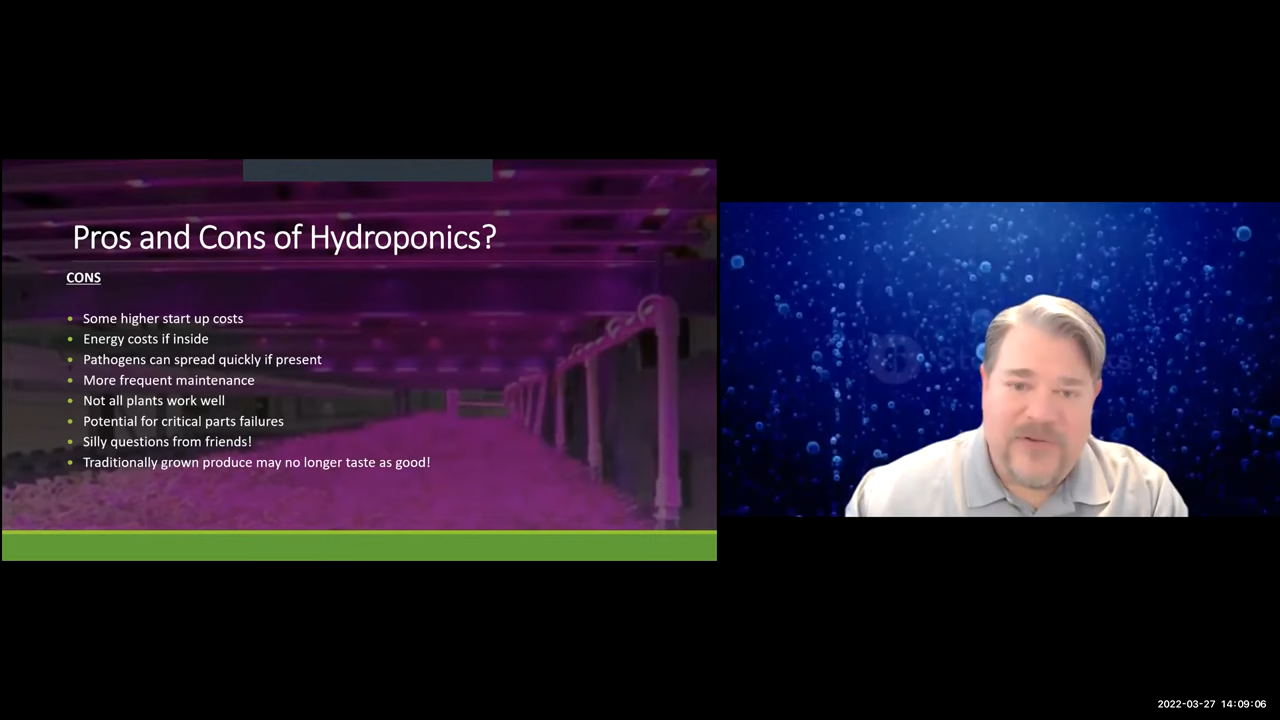 Pros and Cons of Hydroponics?
CONS
• Some higher start up costs
• Energy costs if inside
• Pathogens can spread quickly if present
• More frequent maintenance
• Not all plants work well
• Potential for critical parts failures
• Silly questions from friends!
• Traditionally grown produce may no longer taste as good!
2022-03-27 14:09:06